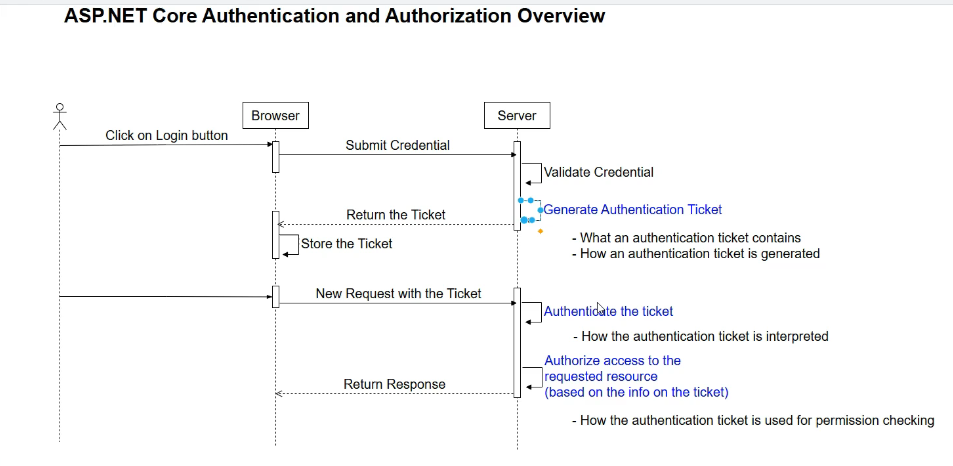 ASP.NET Core Authentication and Authorization Overview
Browser
Server
Click on Login button
Submit Credential
Validate Credential
Generate Authentication Ticket
Return the Ticket
- What an authentication ticket contains
Store the Ticket
- How an authentication ticket is generated
New Request with the Ticket
Authenticate the ticket
- How the authentication ticket is interpreted
Authorize access to the
requested resource
(based on the info on the ticket)
Return Response
- How the authentication ticket is used for permission checking